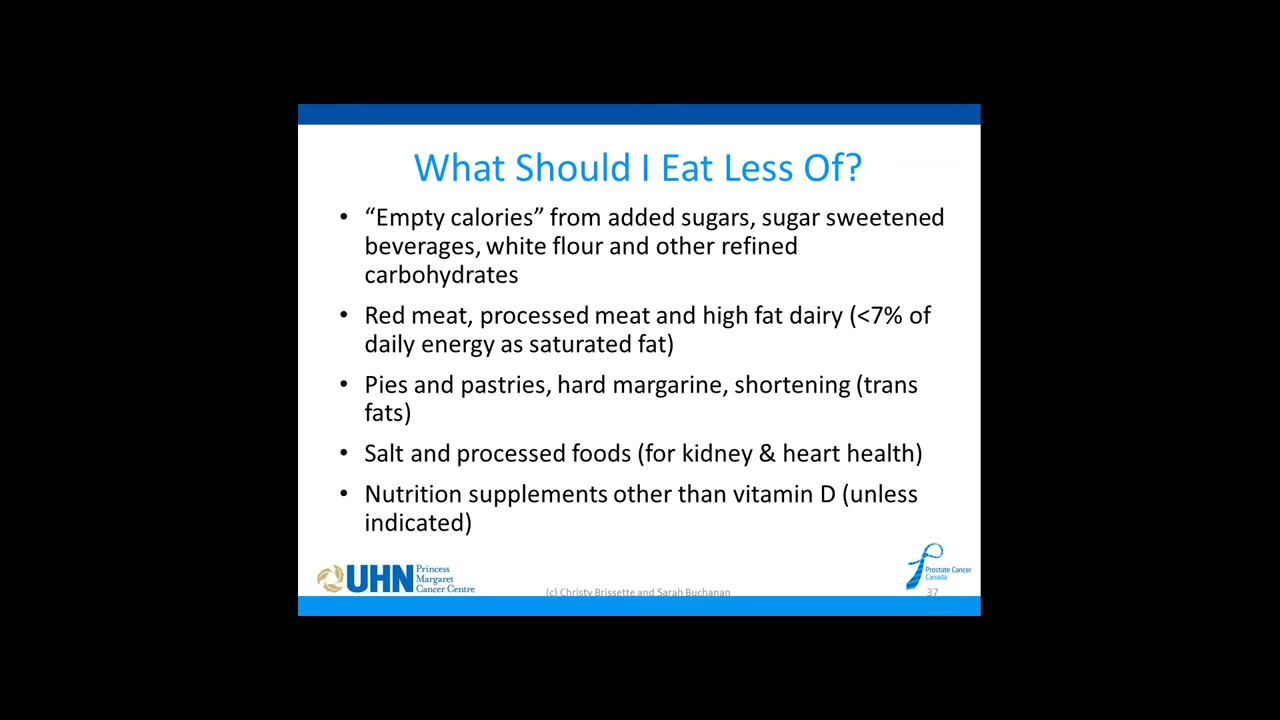 What Should I Eat Less Of?
• “Empty calories” from added sugars, sugar sweetened
beverages, white flour and other refined
carbohydrates
• Red meat, processed meat and high fat dairy (<7% of
daily energy as saturated fat)
• Pies and pastries, hard margarine, shortening (trans
fats)
• Salt and processed foods (for kidney & heart health)
• Nutrition supplements other than vitamin D (unless
indicated)
UHN Princess
Margaret
Cancer Centre
(c) Christy Brissette and Sarah Buchanan
Prostate Cancer
Canada
37